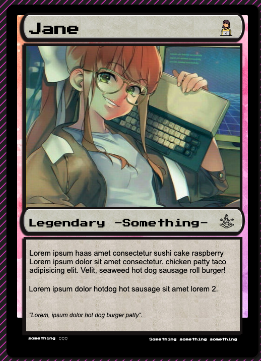 Jane
Legendary -Something-
Lorem ipsum haas amet consectetur sushi cake raspberry
Lorem ipsum dolor sit amet consectetur. chicken patty taco
adipisicing elit. Velit, seaweed hot dog sausage roll burger!
Lorem ipsum dolor hotdog hot sausage sit amet lorem 2.
"Lorem, ipsum dolor hot dog burger patty".
something
something something something